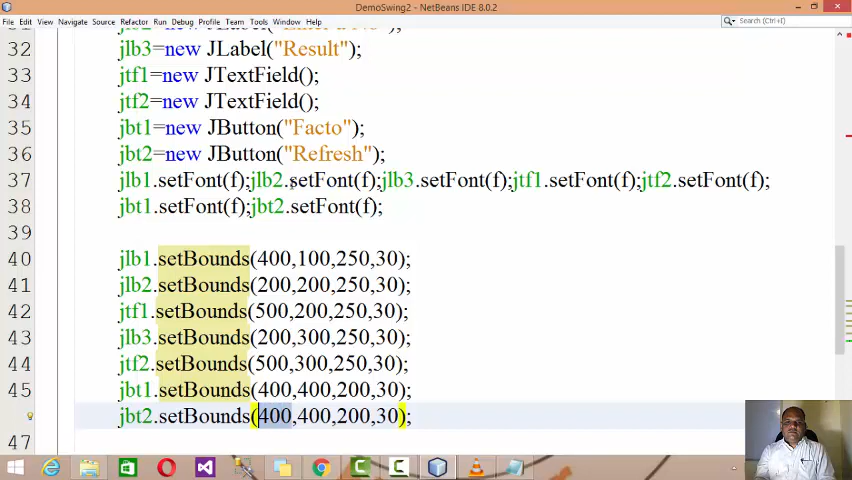 DemoSwing2 - NetBeans IDE 8.0.2
File Edit View Navigate Source Refactor Run Debug Profile Team Tools Window Help
Search (Ctrl+I)
32 jlb3=new JLabel("Result");
33 jtf1=new JTextField();
34 jtf2=new JTextField();
35 jbt1=new JButton("Facto");
36 jbt2=new JButton("Refresh");
37 jlb1.setFont(f);jlb2.setFont(f);jlb3.setFont(f);jtf1.setFont(f);jtf2.setFont(f);
38 jbt1.setFont(f);jbt2.setFont(f);
39
40 jlb1.setBounds(400,100,250,30);
41 jlb2.setBounds(200,200,250,30);
42 jtf1.setBounds(500,200,250,30);
43 jlb3.setBounds(200,300,250,30);
44 jtf2.setBounds(500,300,250,30);
45 jbt1.setBounds(400,400,200,30);
46 jbt2.setBounds(400,400,200,30);
47